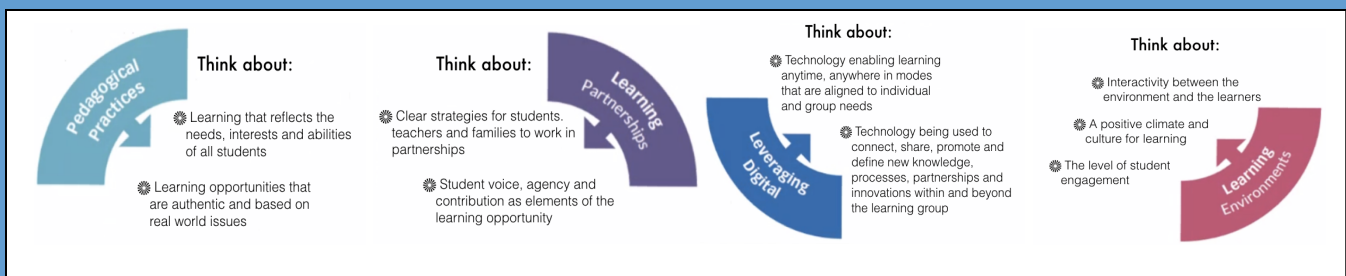 Pedagogical
Practices
Think about:
Learning that reflects the
needs, interests and abilities
of all students
Learning opportunities that
are authentic and based on
real world issues
Think about:
Learning
Partnerships
Clear strategies for students.
teachers and families to work in
partnerships
Student voice, agency and
contribution as elements of the
learning opportunity
Think about:
Technology enabling learning
anytime, anywhere in modes
that are aligned to individual
and group needs
Leveraging
Digital
Technology being used to
connect, share, promote and
define new knowledge,
processes, partnerships and
innovations within and beyond
the learning group
Think about:
Interactivity between the
environment and the learners
A positive climate and
culture for learning
The level of student
engagement
Learning
Environments